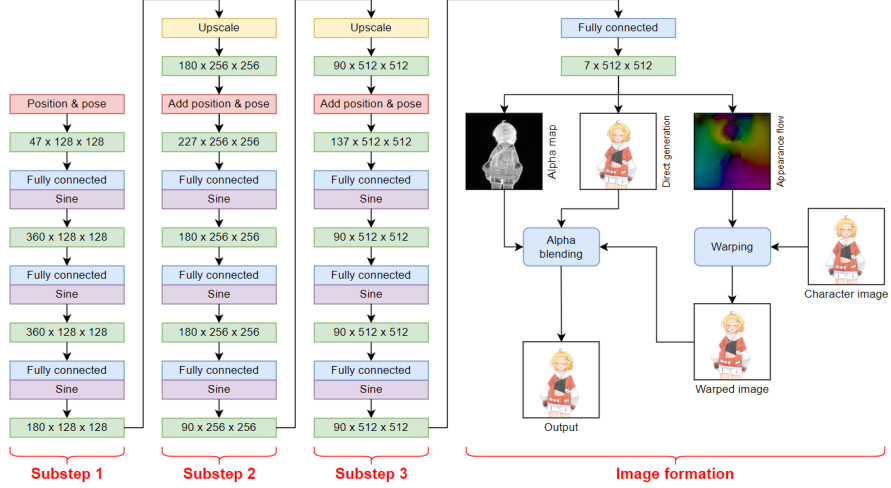 Position & pose
47 x 128 x 128
Fully connected
Sine
360 x 128 x 128
Fully connected
Sine
360 x 128 x 128
Fully connected
Sine
180 x 128 x 128
Substep 1
Upscale
180 x 256 x 256
Add position & pose
227 x 256 x 256
Fully connected
Sine
180 x 256 x 256
Fully connected
Sine
180 x 256 x 256
Fully connected
Sine
90 x 256 x 256
Substep 2
Upscale
90 x 512 x 512
Add position & pose
137 x 512 x 512
Fully connected
Sine
90 x 512 x 512
Fully connected
Sine
90 x 512 x 512
Fully connected
Sine
90 x 512 x 512
Substep 3
Fully connected
7 x 512 x 512
Alpha map
Direct generation
Appearance flow
Alpha
blending
Warping
Character image
Warped image
Output
Image formation